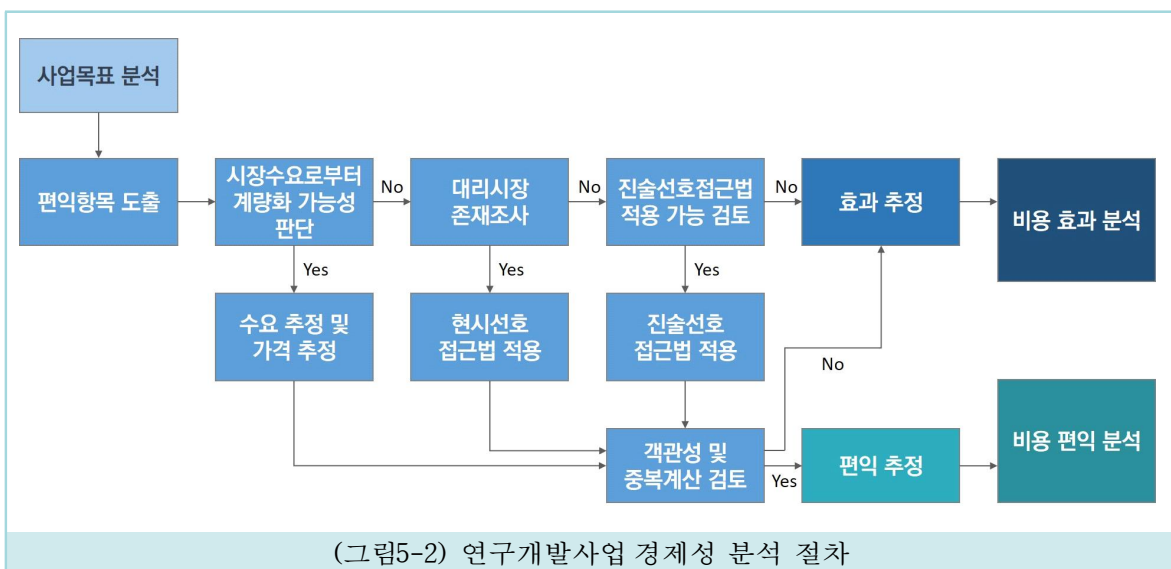 사업목표 분석
편익항목 도출
시장수요로부터
계량화 가능성
판단
No
대리시장
존재조사
No
진술선호접근법
적용 가능 검토
No
효과 추정
비용 효과 분석
Yes
Yes
Yes
수요 추정 및
가격 추정
현시선호
접근법 적용
진술선호
접근법 적용
No
객관성 및
중복계산 검토
Yes
편익 추정
비용 편익 분석
(그림5-2) 연구개발사업 경제성 분석 절차